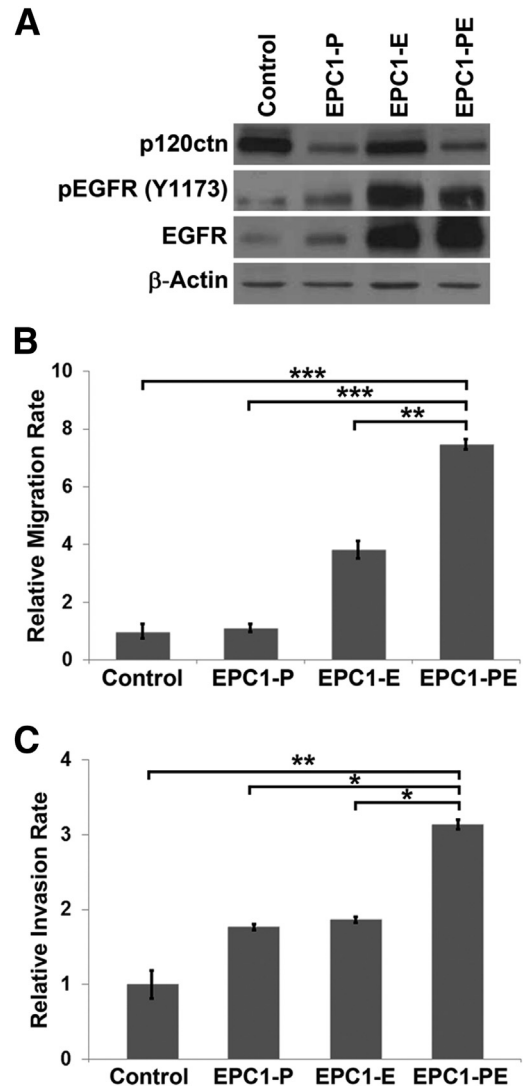 A
Control
EPC1-P
EPC1-E
EPC1-PE
p120ctn
pEGFR (Y1173)
EGFR
β-Actin
B
Relative Migration Rate
10
8
6
4
2
0
***
***
**
Control EPC1-P EPC1-E EPC1-PE
C
Relative Invasion Rate
4
3
2
1
0
**
*
*
Control EPC1-P EPC1-E EPC1-PE